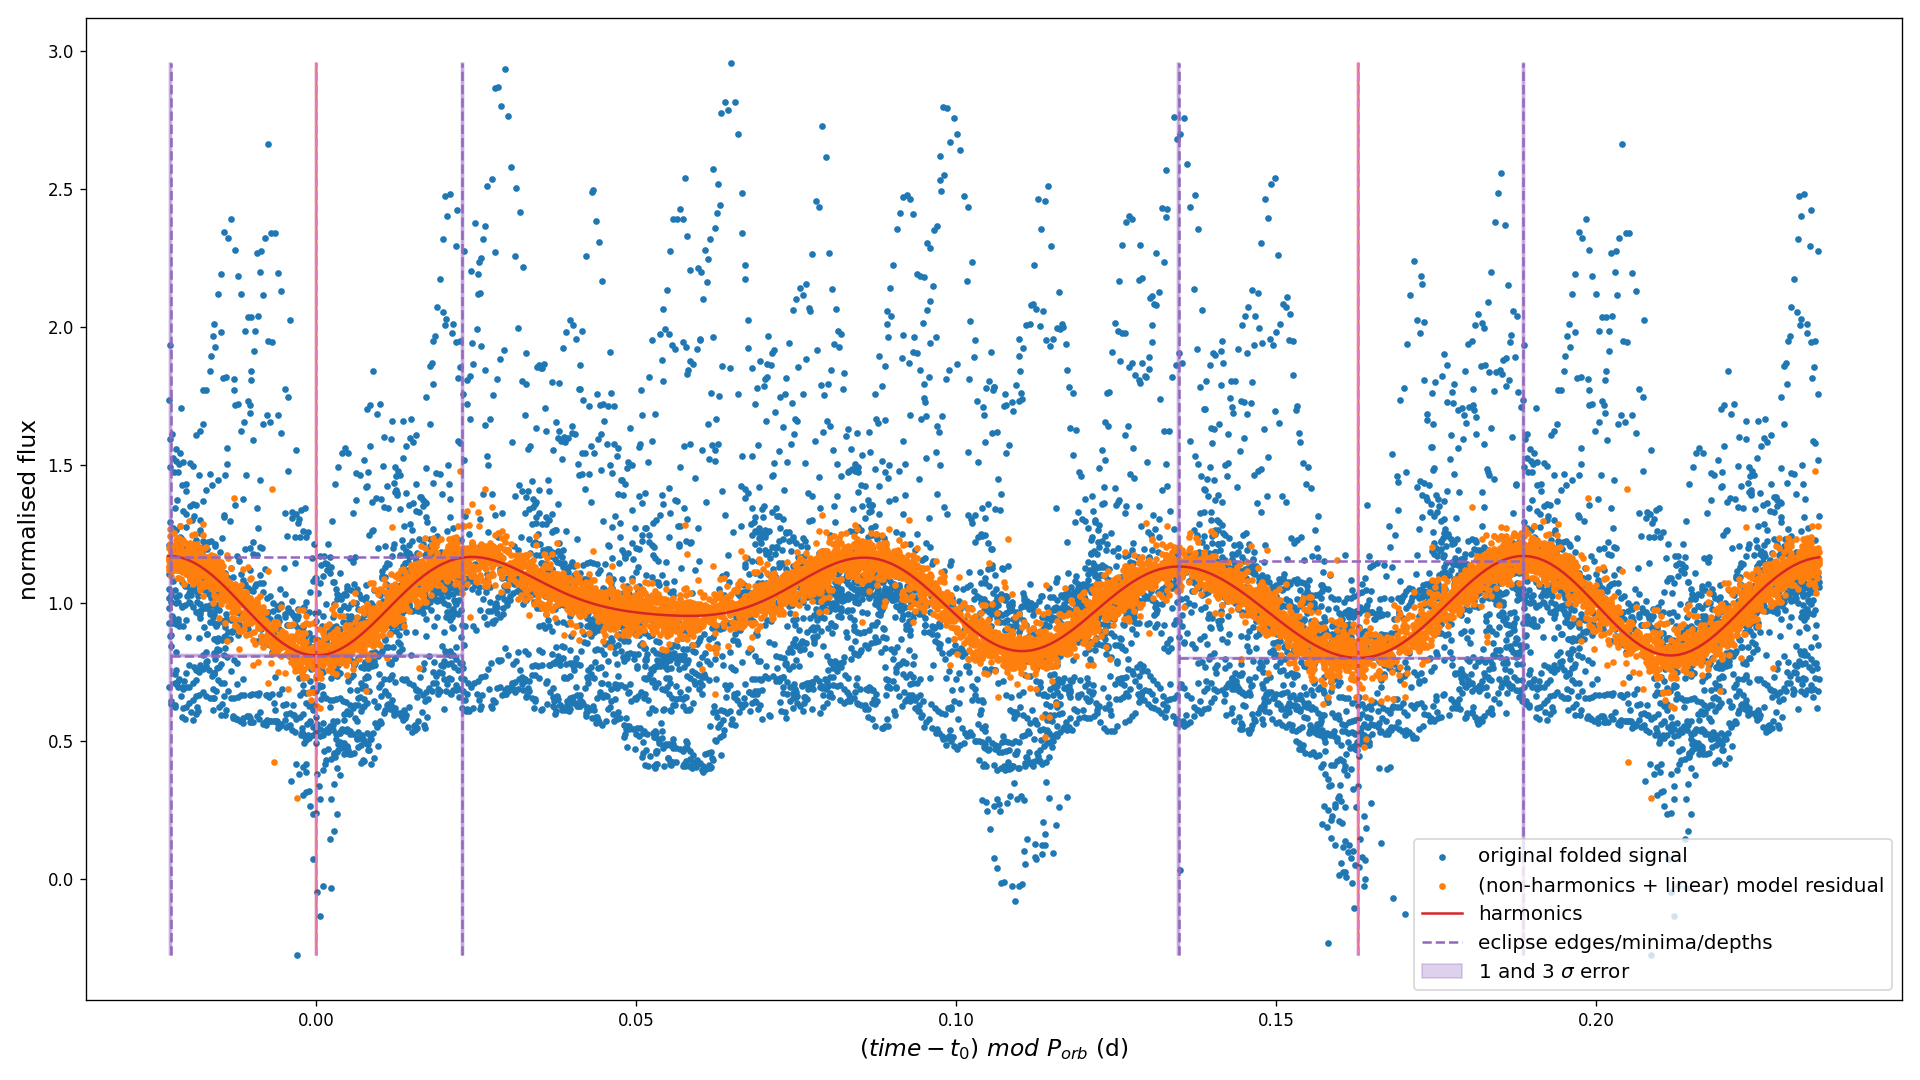 3.0
2.5
2.0
1.5
1.0
0.5
0.0
normalised flux
0.00
0.05
0.10
0.15
0.20
(time − t₀) mod Pₒᵣb (d)
original folded signal
(non-harmonics + linear) model residual
harmonics
eclipse edges/minima/depths
1 and 3 σ error